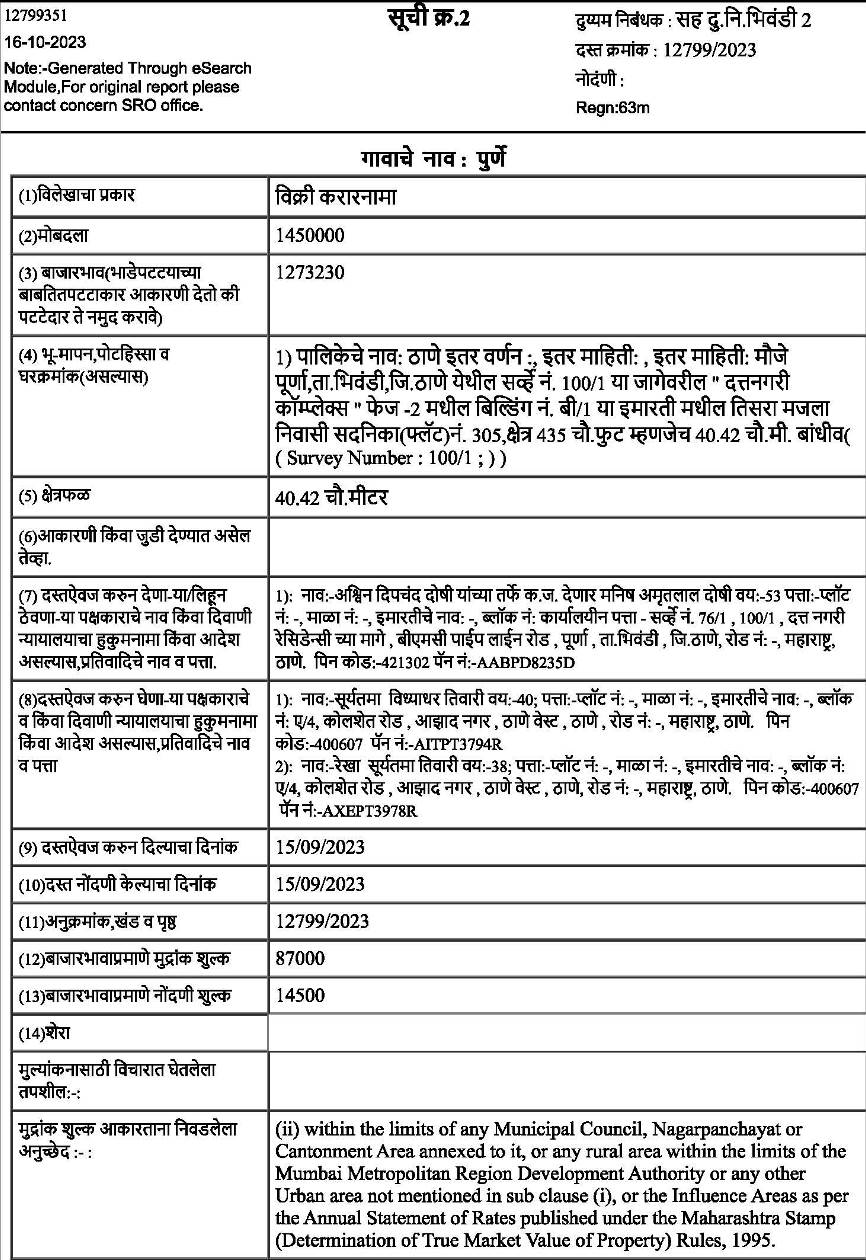 12799351
16-10-2023
Note:-Generated Through eSearch
Module,For original report please
contact concern SRO office.
सूची क्र.2
दुय्यम निबंधक : सह दु.नि.भिवंडी 2
दस्त क्रमांक : 12799/2023
नोदंणी :
Regn:63m
गावाचे नाव : पुर्णे
(1)विलेखाचा प्रकार
विक्री करारनामा
(2)मोबदला
1450000
(3) बाजारभाव(भाडेपटटयाच्या
बाबतितपटटाकार आकारणी देतो की
पटटेदार ते नमुद करावे)
1273230
(4) भू-मापन,पोटहिस्सा व
घरक्रमांक(असल्यास)
1) पालिकेचे नाव: ठाणे इतर वर्णन :, इतर माहिती: , इतर माहिती: मौजे
पूर्णा,ता.भिवंडी,जि.ठाणे येथील सर्व्हे नं. 100/1 या जागेवरील " दत्तनगरी
कॉम्प्लेक्स " फेज -2 मधील बिल्डिंग नं. बी/1 या इमारती मधील तिसरा मजला
निवासी सदनिका(फ्लॅट)नं. 305,क्षेत्र 435 चौ.फुट म्हणजेच 40.42 चौ.मी. बांधीव(
( Survey Number : 100/1 ; ) )
(5) क्षेत्रफळ
40.42 चौ.मीटर
(6)आकारणी किंवा जुडी देण्यात असेल
तेव्हा.
(7) दस्तऐवज करुन देणा-या/लिहून
ठेवणा-या पक्षकाराचे नाव किंवा दिवाणी
न्यायालयाचा हुकुमनामा किंवा आदेश
असल्यास,प्रतिवादिचे नाव व पत्ता.
1): नाव:-अश्विन दिपचंद दोषी यांच्या तर्फे क.ज. देणार मनिष अमृतलाल दोषी वय:-53 पत्ता:-प्लॉट
नं: -, माळा नं: -, इमारतीचे नाव: -, ब्लॉक नं: कार्यालयीन पत्ता - सर्व्हे नं. 76/1 , 100/1 , दत्त नगरी
रेसिडेन्सी च्या मागे , बीएमसी पाईप लाईन रोड , पूर्णा , ता.भिवंडी , जि.ठाणे, रोड नं: -, महाराष्ट्र,
ठाणे. पिन कोड:-421302 पॅन नं:-AABPD8235D
(8)दस्तऐवज करुन घेणा-या पक्षकाराचे
व किंवा दिवाणी न्यायालयाचा हुकुमनामा
किंवा आदेश असल्यास,प्रतिवादिचे नाव
व पत्ता
1): नाव:-सूर्यतमा विध्याधर तिवारी वय:-40; पत्ता:-प्लॉट नं: -, माळा नं: -, इमारतीचे नाव: -, ब्लॉक
नं: ए/4, कोलशेत रोड , आझाद नगर , ठाणे वेस्ट , ठाणे , रोड नं: -, महाराष्ट्र, ठाणे. पिन
कोड:-400607 पॅन नं:-AITPT3794R
2): नाव:-रेखा सूर्यतमा तिवारी वय:-38; पत्ता:-प्लॉट नं: -, माळा नं: -, इमारतीचे नाव: -, ब्लॉक नं:
ए/4, कोलशेत रोड , आझाद नगर , ठाणे वेस्ट , ठाणे, रोड नं: -, महाराष्ट्र, ठाणे. पिन कोड:-400607
पॅन नं:-AXEPT3978R
(9) दस्तऐवज करुन दिल्याचा दिनांक
15/09/2023
(10)दस्त नोंदणी केल्याचा दिनांक
15/09/2023
(11)अनुक्रमांक,खंड व पृष्ठ
12799/2023
(12)बाजारभावाप्रमाणे मुद्रांक शुल्क
87000
(13)बाजारभावाप्रमाणे नोंदणी शुल्क
14500
(14)शेरा
मुल्यांकनासाठी विचारात घेतलेला
तपशील:-:
मुद्रांक शुल्क आकारताना निवडलेला
अनुच्छेद :- :
(ii) within the limits of any Municipal Council, Nagarpanchayat or
Cantonment Area annexed to it, or any rural area within the limits of the
Mumbai Metropolitan Region Development Authority or any other
Urban area not mentioned in sub clause (i), or the Influence Areas as per
the Annual Statement of Rates published under the Maharashtra Stamp
(Determination of True Market Value of Property) Rules, 1995.